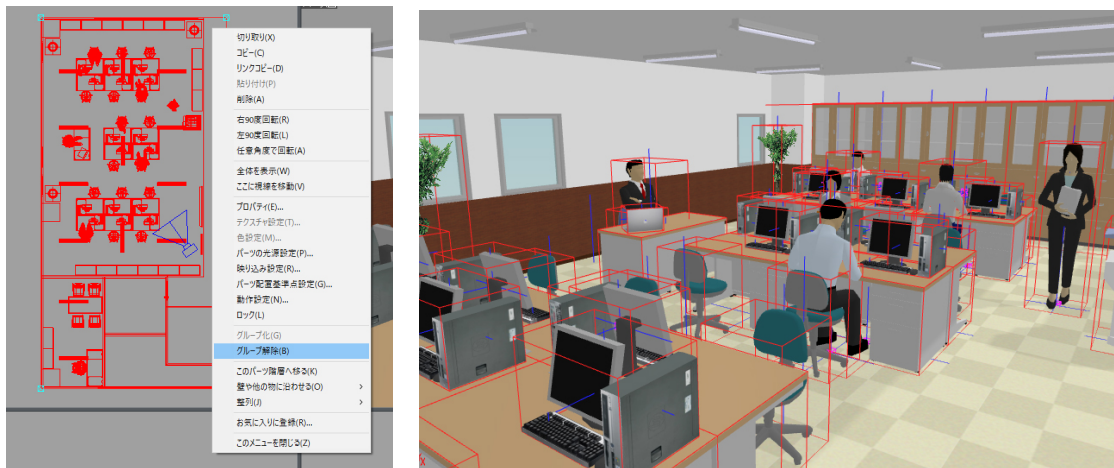 切り取り(X)
コピー(C)
リンクコピー(D)
貼り付け(P)
削除(A)
右90度回転(R)
左90度回転(L)
任意角度で回転(A)
全体を表示(W)
ここに視線を移動(V)
プロパティ(E)...
テクスチャ設定(T)...
色設定(M)...
パーツの光源設定(P)...
映り込み設定(R)...
パーツ配置基準点設定(G)...
動作設定(N)...
ロック(L)
グループ化(G)
グループ解除(B)
このパーツ階層へ移る(K)
壁や他の物に沿わせる(O)
整列(J)
お気に入りに登録(R)...
このメニューを閉じる(Z)
X